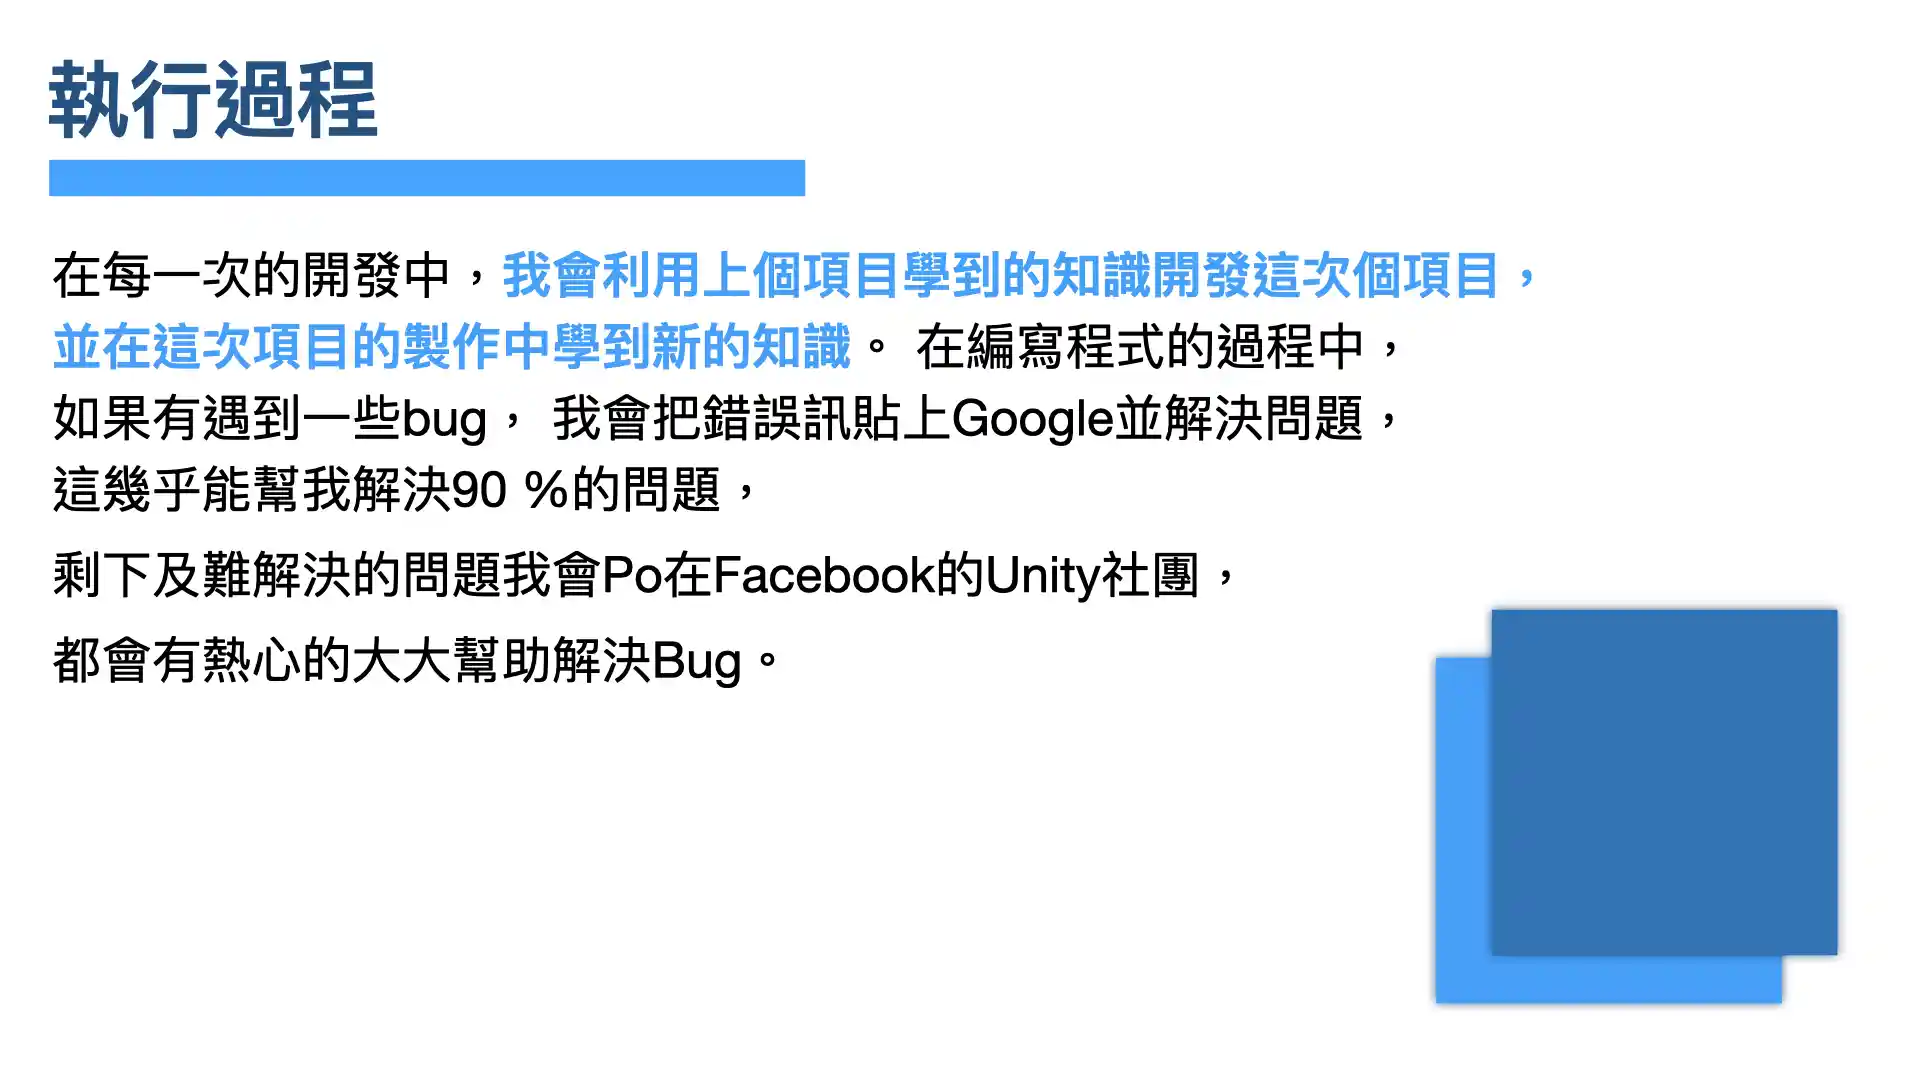 執行過程
在每一次的開發中，我會利用上個項目學到的知識開發這次個項目，
並在這次項目的製作中學到新的知識。 在編寫程式的過程中，
如果有遇到一些bug， 我會把錯誤訊貼上Google並解決問題，
這幾乎能幫我解決90 %的問題，
剩下及難解決的問題我會Po在Facebook的Unity社團，
都會有熱心的大大幫助解決Bug。